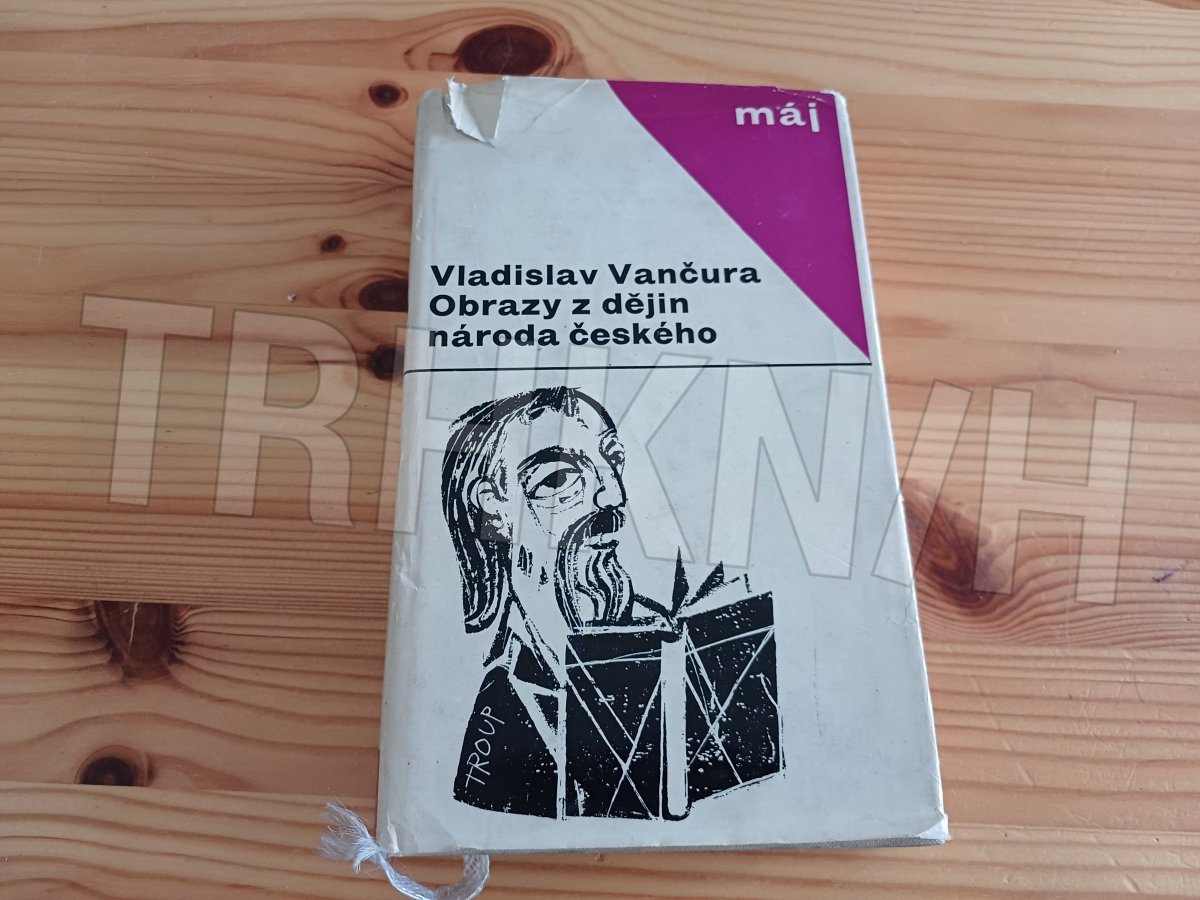 máj
Vladislav Vančura
Obrazy z dějin
národa českého
TROUP
TRHKNIH